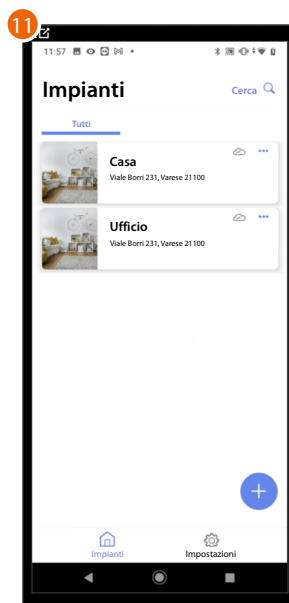 11
11:57
Impianti
Cerca
Tutti
Casa
Viale Borri 231, Varese 21100
Ufficio
Viale Borri 231, Varese 21100
Impianti
Impostazioni